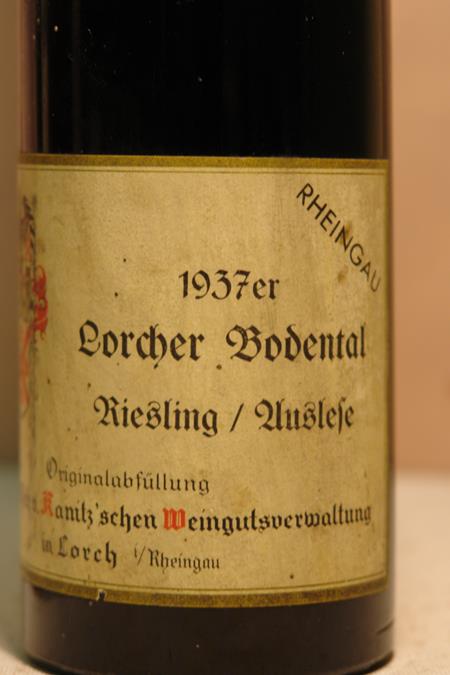 RHEINGAU
1937er
Lorcher Bodental
Riesling / Auslese
Originalabfüllung
Kanitz'schen Weingutsverwaltung
in Lorch i/Rheingau